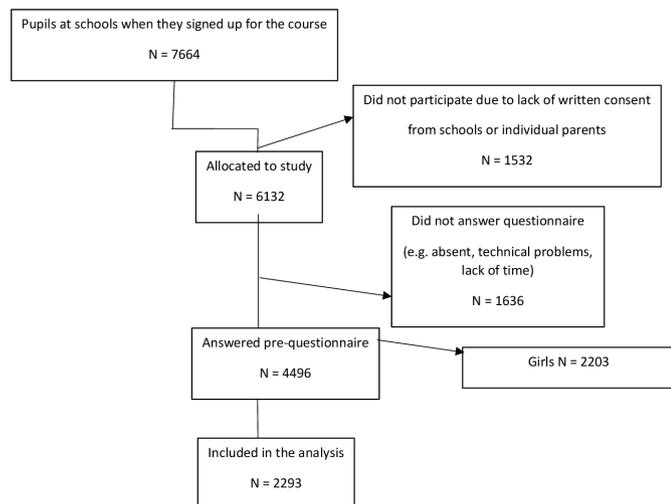 Pupils at schools when they signed up for the course
N = 7664
Did not participate due to lack of written consent
from schools or individual parents
N = 1532
Allocated to study
N = 6132
Did not answer questionnaire
(e.g. absent, technical problems,
lack of time)
N = 1636
Answered pre-questionnaire
N = 4496
Girls N = 2203
Included in the analysis
N = 2293